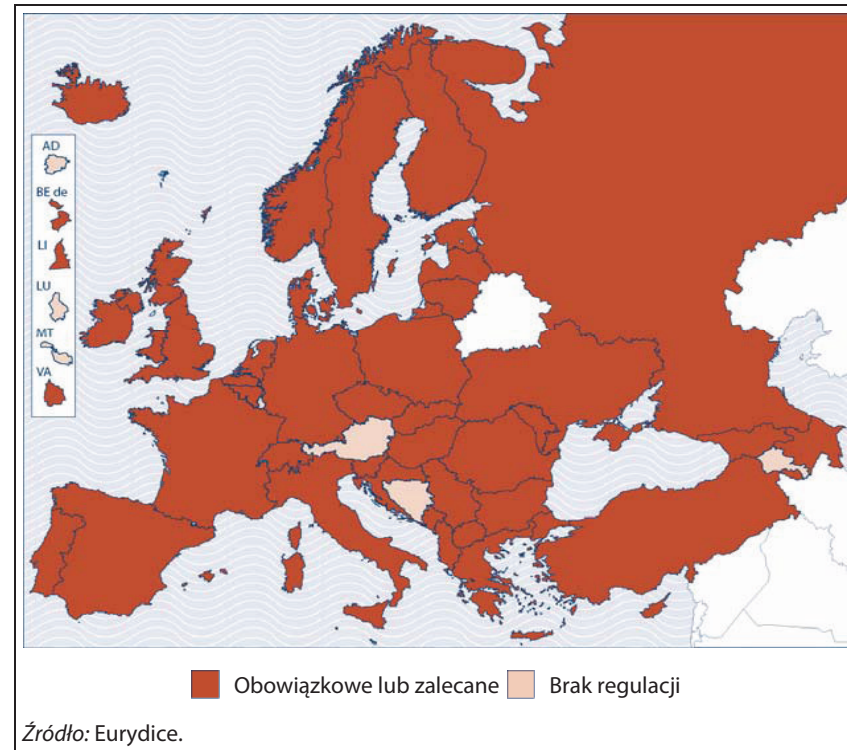 AD
BE de
LI
LU
MT
VA
Obowiązkowe lub zalecane Brak regulacji
Źródło: Eurydice.